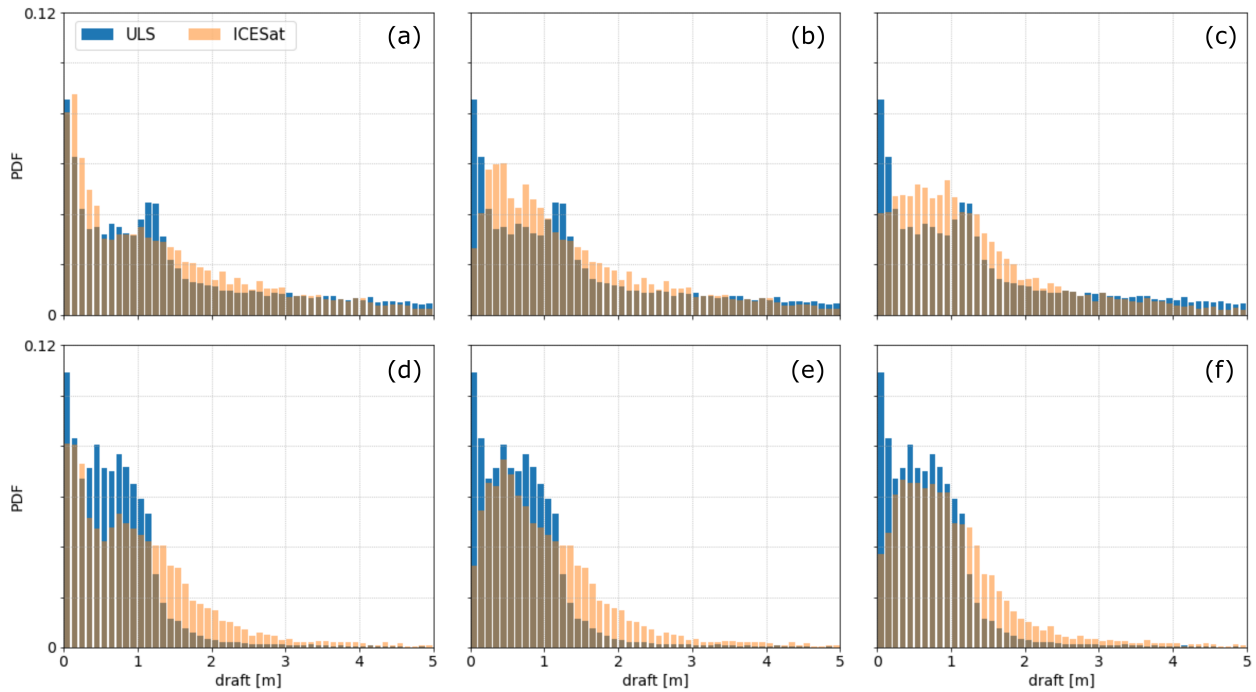 0.12
ULS ICESat
(a) (b) (c)
PDF
0
0.12
(d) (e) (f)
PDF
0
0 1 2 3 4 5 0 1 2 3 4 5 0 1 2 3 4 5
draft [m] draft [m] draft [m]